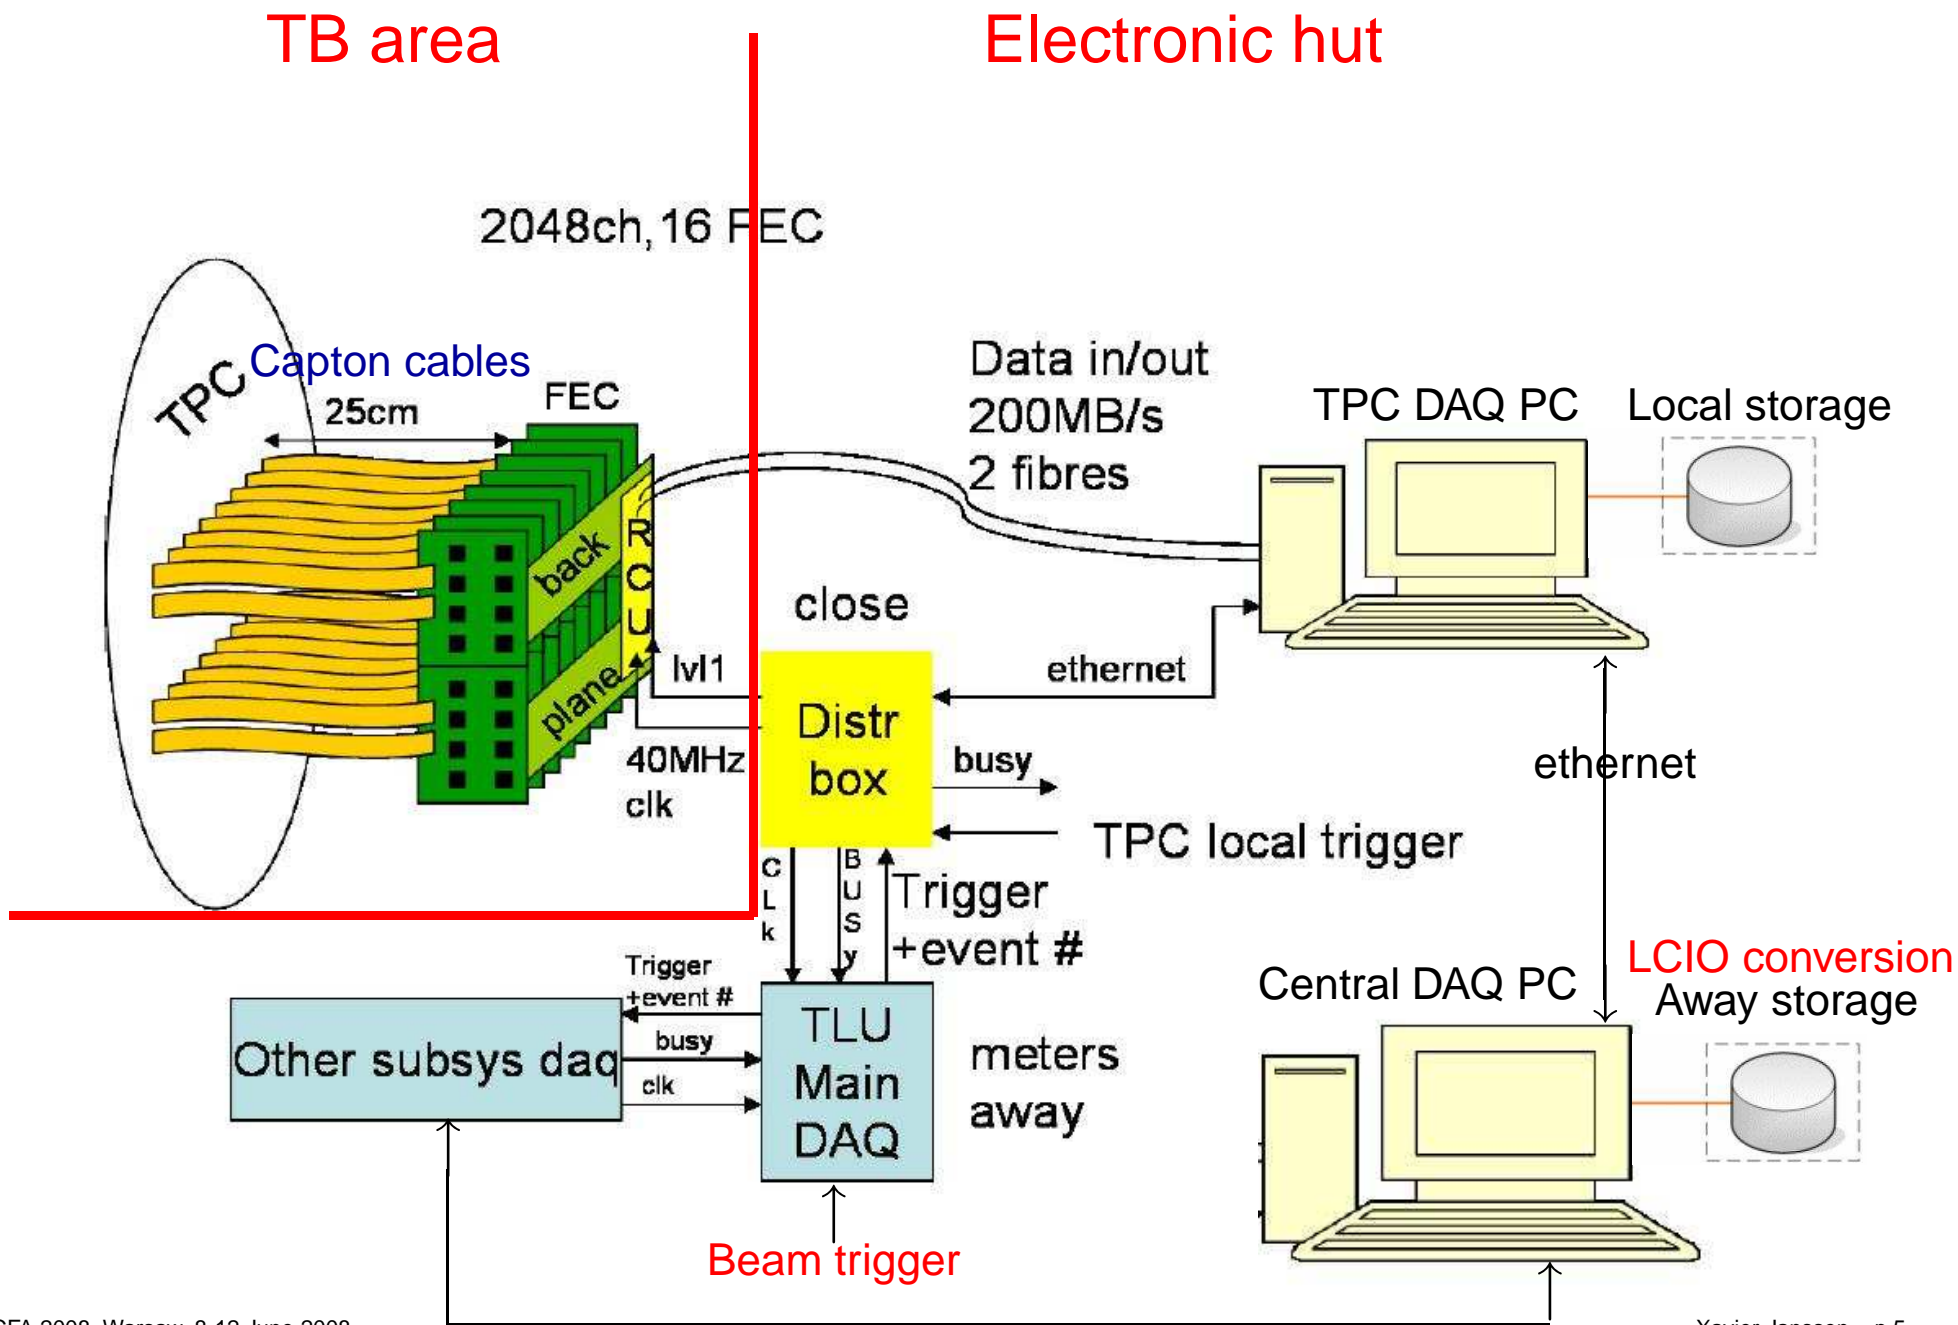 TB area
Electronic hut
2048ch, 16 FEC
Capton cables
25cm
FEC
TPC
Data in/out
200MB/s
2 fibres
TPC DAQ PC
Local storage
back
plane
RCU
close
lvl1
40MHz
clk
Distr
box
ethernet
busy
TPC local trigger
ethernet
CLk
BUSy
Trigger
+event #
Trigger
+event #
busy
clk
Other subsys daq
TLU
Main
DAQ
meters
away
Central DAQ PC
LCIO conversion
Away storage
Beam trigger